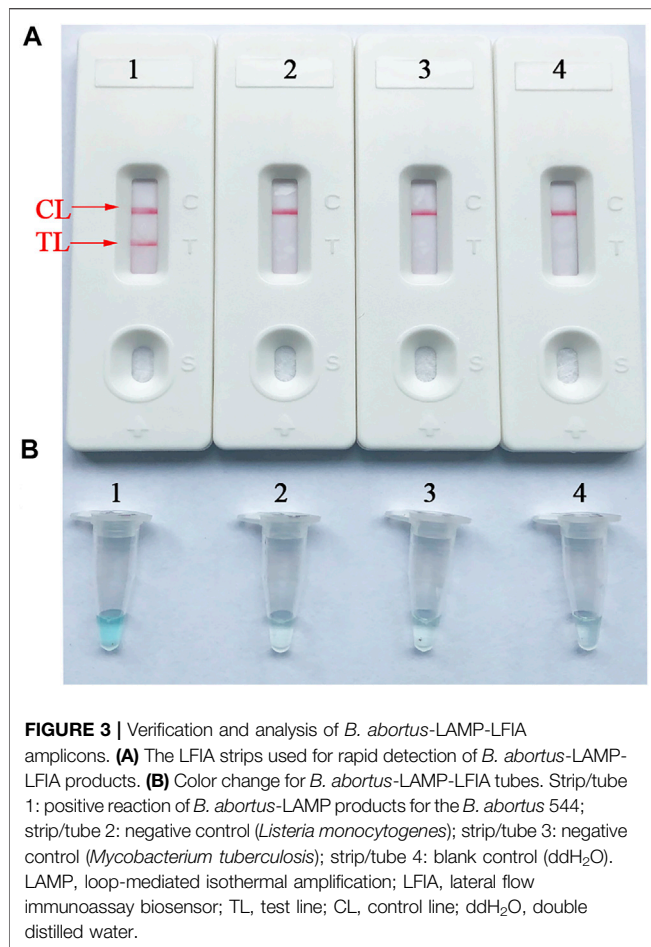 A
1 2 3 4
CL C C C C
TL T T T T
S S S S
B
1 2 3 4
FIGURE 3 | Verification and analysis of B. abortus-LAMP-LFIA
amplicons. (A) The LFIA strips used for rapid detection of B. abortus-LAMP-
LFIA products. (B) Color change for B. abortus-LAMP-LFIA tubes. Strip/tube
1: positive reaction of B. abortus-LAMP products for the B. abortus 544;
strip/tube 2: negative control (Listeria monocytogenes); strip/tube 3: negative
control (Mycobacterium tuberculosis); strip/tube 4: blank control (ddH₂O).
LAMP, loop-mediated isothermal amplification; LFIA, lateral flow
immunoassay biosensor; TL, test line; CL, control line; ddH₂O, double
distilled water.